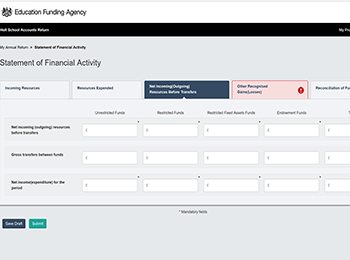 Education Funding Agency
Holt School Accounts Return
My Annual Return > Statement of Financial Activity
Statement of Financial Activity
Incoming Resources
Resources Expended
Net Incoming(Outgoing)
Resources Before Transfers
Other Recognised
Gains(Losses)
Reconciliation of Fu
Unrestricted Funds Restricted Funds Restricted Fixed Assets Funds Endowment Funds T
Net incoming (outgoing) resources
before transfers
£ * £ * £ * £ * £
Gross transfers between funds
£ £ £ £ £
Net income(expenditure) for the
period
£ * £ * £ * £ * £
* Mandatory fields
Save Draft Submit